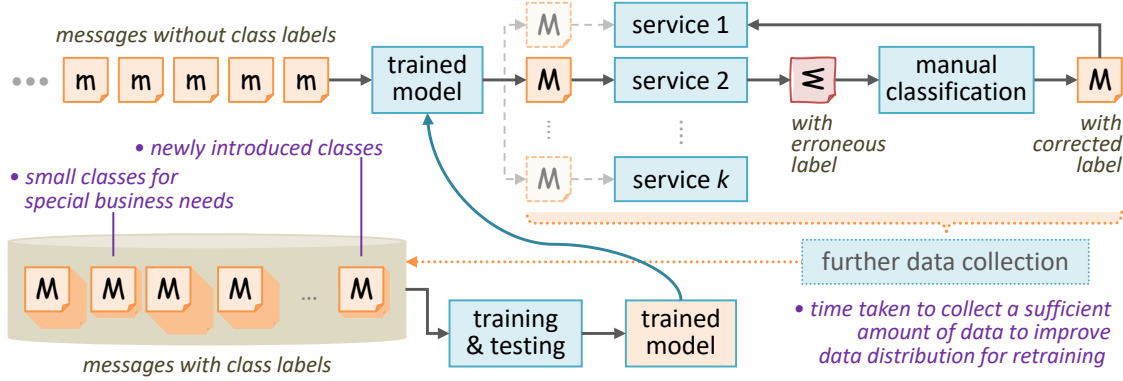 messages without class labels
m m m m m
trained
model
M
service 1
M
service 2
M
service k
M
with
erroneous
label
manual
classification
M
with
corrected
label
• newly introduced classes
• small classes for
special business needs
M M M M ... M
messages with class labels
training
& testing
trained
model
further data collection
• time taken to collect a sufficient
amount of data to improve
data distribution for retraining